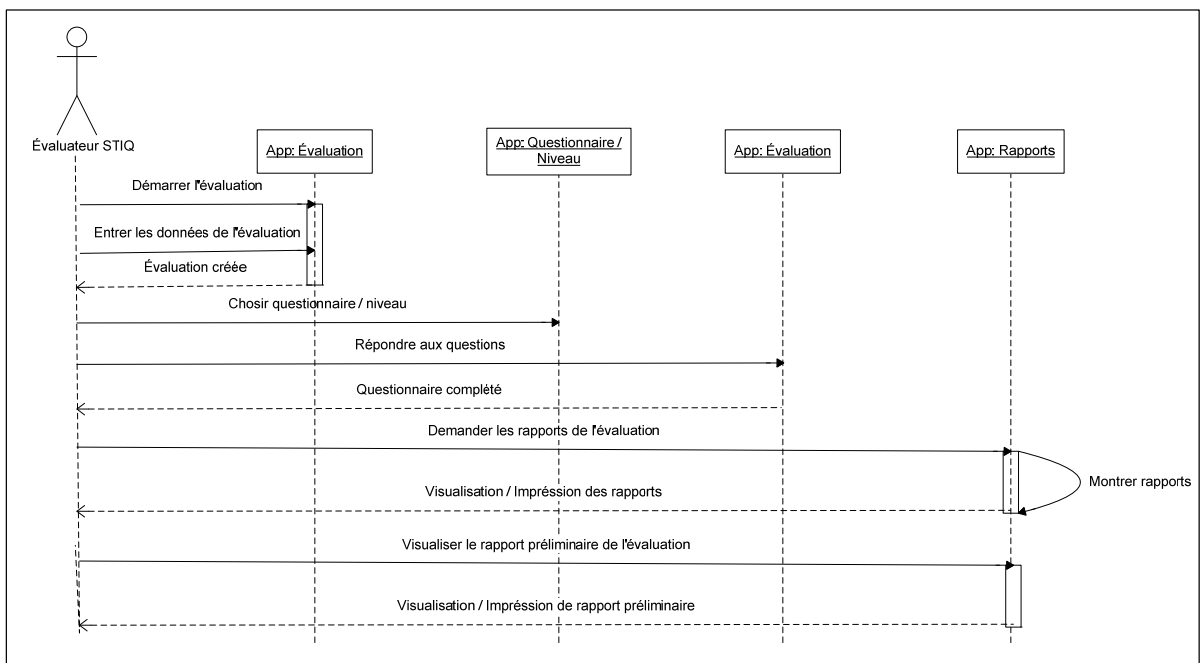 Évaluateur STIQ
App: Évaluation
App: Questionnaire /
Niveau
App: Évaluation
App: Rapports
Démarrer l'évaluation
Entrer les données de l'évaluation
Évaluation créée
Chosir questionnaire / niveau
Répondre aux questions
Questionnaire complété
Demander les rapports de l'évaluation
Montrer rapports
Visualisation / Impréssion des rapports
Visualiser le rapport préliminaire de l'évaluation
Visualisation / Impréssion de rapport préliminaire